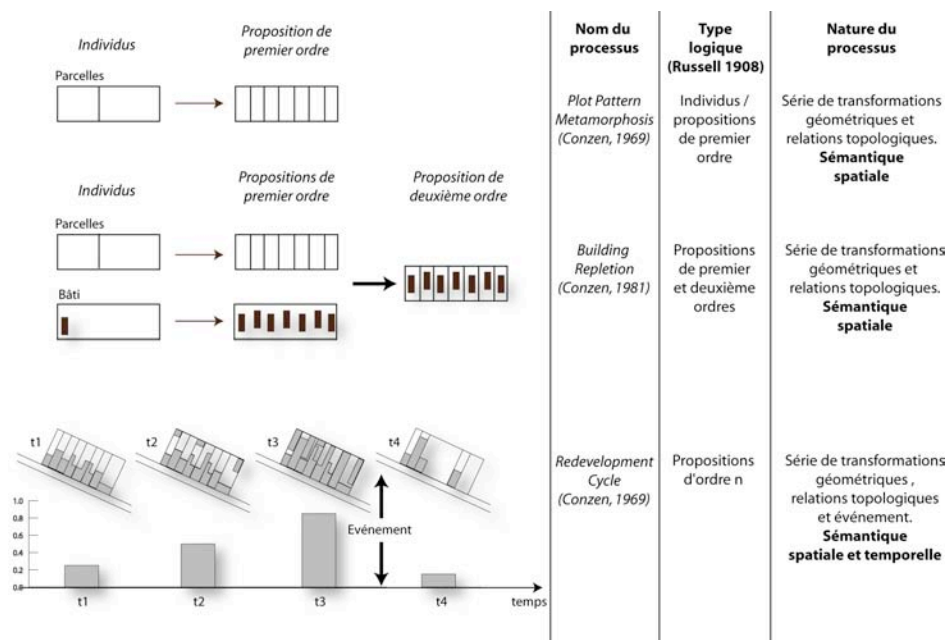 Individus
Proposition de
premier ordre
Parcelles
Individus
Propositions de
premier ordre
Proposition de
deuxième ordre
Parcelles
Bâti
t1
t2
t3
t4
1.0
0.8
0.6
0.4
0.2
0.0
Evénement
t1
t2
t3
t4
temps
Nom du
processus
Type
logique
(Russell 1908)
Nature du
processus
Plot Pattern
Metamorphosis
(Conzen, 1969)
Individus /
propositions
de premier
ordre
Série de transformations
géométriques et
relations topologiques.
Sémantique
spatiale
Building
Repletion
(Conzen, 1981)
Propositions
de premier
et deuxième
ordres
Série de transformations
géométriques et
relations topologiques.
Sémantique
spatiale
Redevelopment
Cycle
(Conzen, 1969)
Propositions
d'ordre n
Série de transformations
géométriques ,
relations topologiques
et événement.
Sémantique
spatiale et temporelle